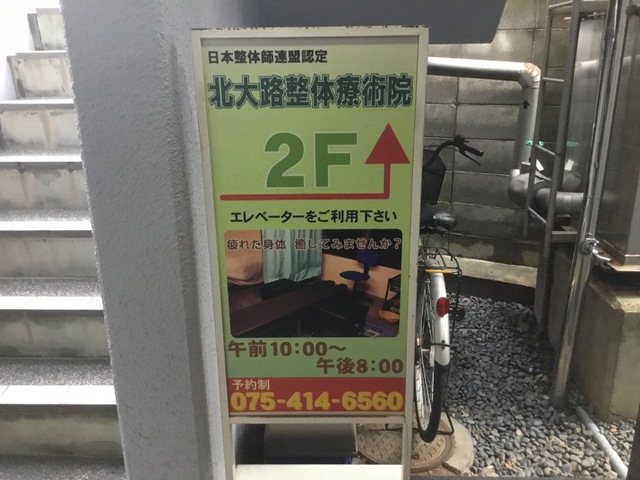 日本整体師連盟認定
北大路整体療術院
2F
エレベーターをご利用下さい
疲れた身体 癒してみませんか?
午前10:00〜
午後8:00
予約制
075-414-6560